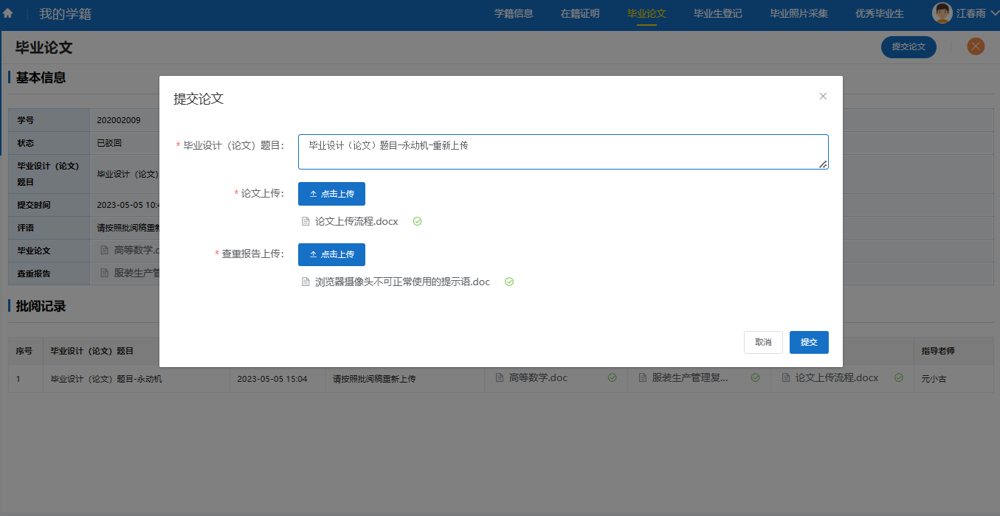 我的学籍
学籍信息 在籍证明 毕业论文 毕业生登记 毕业照片采集 优秀毕业生 江春雨
毕业论文
提交论文
基本信息
学号 202002009
状态 已驳回
毕业设计（论文）
题目
毕业设计（论文）
提交时间 2023-05-05 10:4
评语 请按照批阅稿重新
毕业论文 高等数学.c
查重报告 服装生产管
提交论文
* 毕业设计（论文）题目: 毕业设计（论文）题目-永动机-重新上传
* 论文上传: 点击上传
论文上传流程.docx
* 查重报告上传: 点击上传
浏览器摄像头不可正常使用的提示语.doc
取消 提交
批阅记录
序号 毕业设计（论文）题目 指导老师
1 毕业设计（论文）题目-永动机 2023-05-05 15:04 请按照批阅稿重新上传 高等数学.doc 服装生产管理复... 论文上传流程.docx 元小古